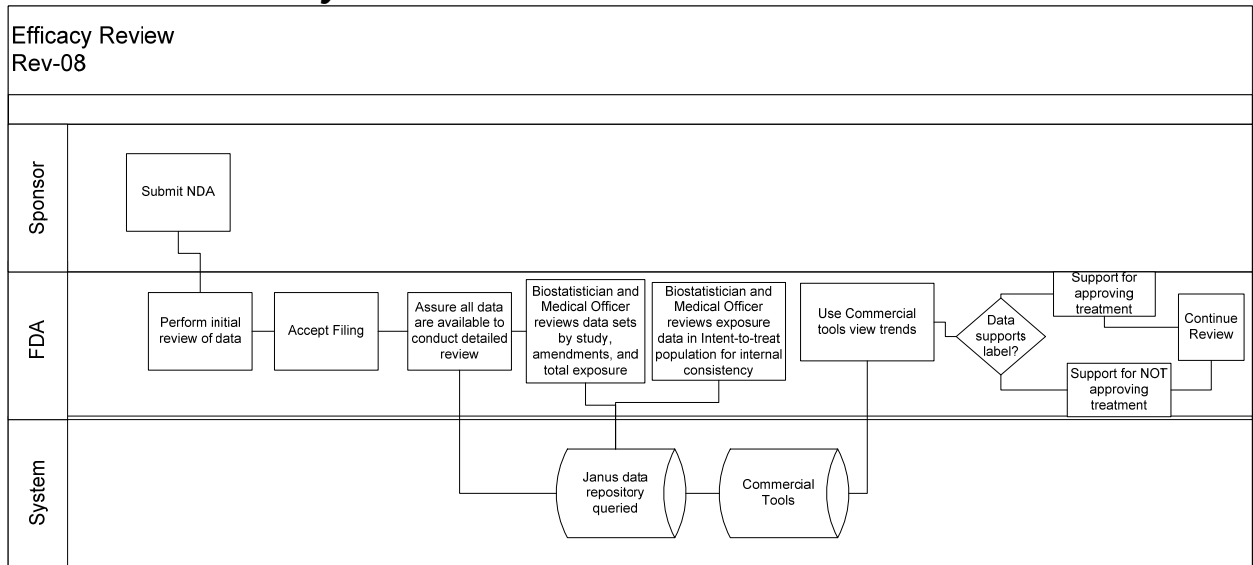 Efficacy Review
Rev-08
Sponsor
Submit NDA
FDA
Perform initial
review of data
Accept Filing
Assure all data
are available to
conduct detailed
review
Biostatistician and
Medical Officer
reviews data sets
by study,
amendments, and
total exposure
Biostatistician and
Medical Officer
reviews exposure
data in Intent-to-treat
population for internal
consistency
Use Commercial
tools view trends
Data
supports
label?
Support for
approving
treatment
Support for NOT
approving
treatment
Continue
Review
System
Janus data
repository
queried
Commercial
Tools